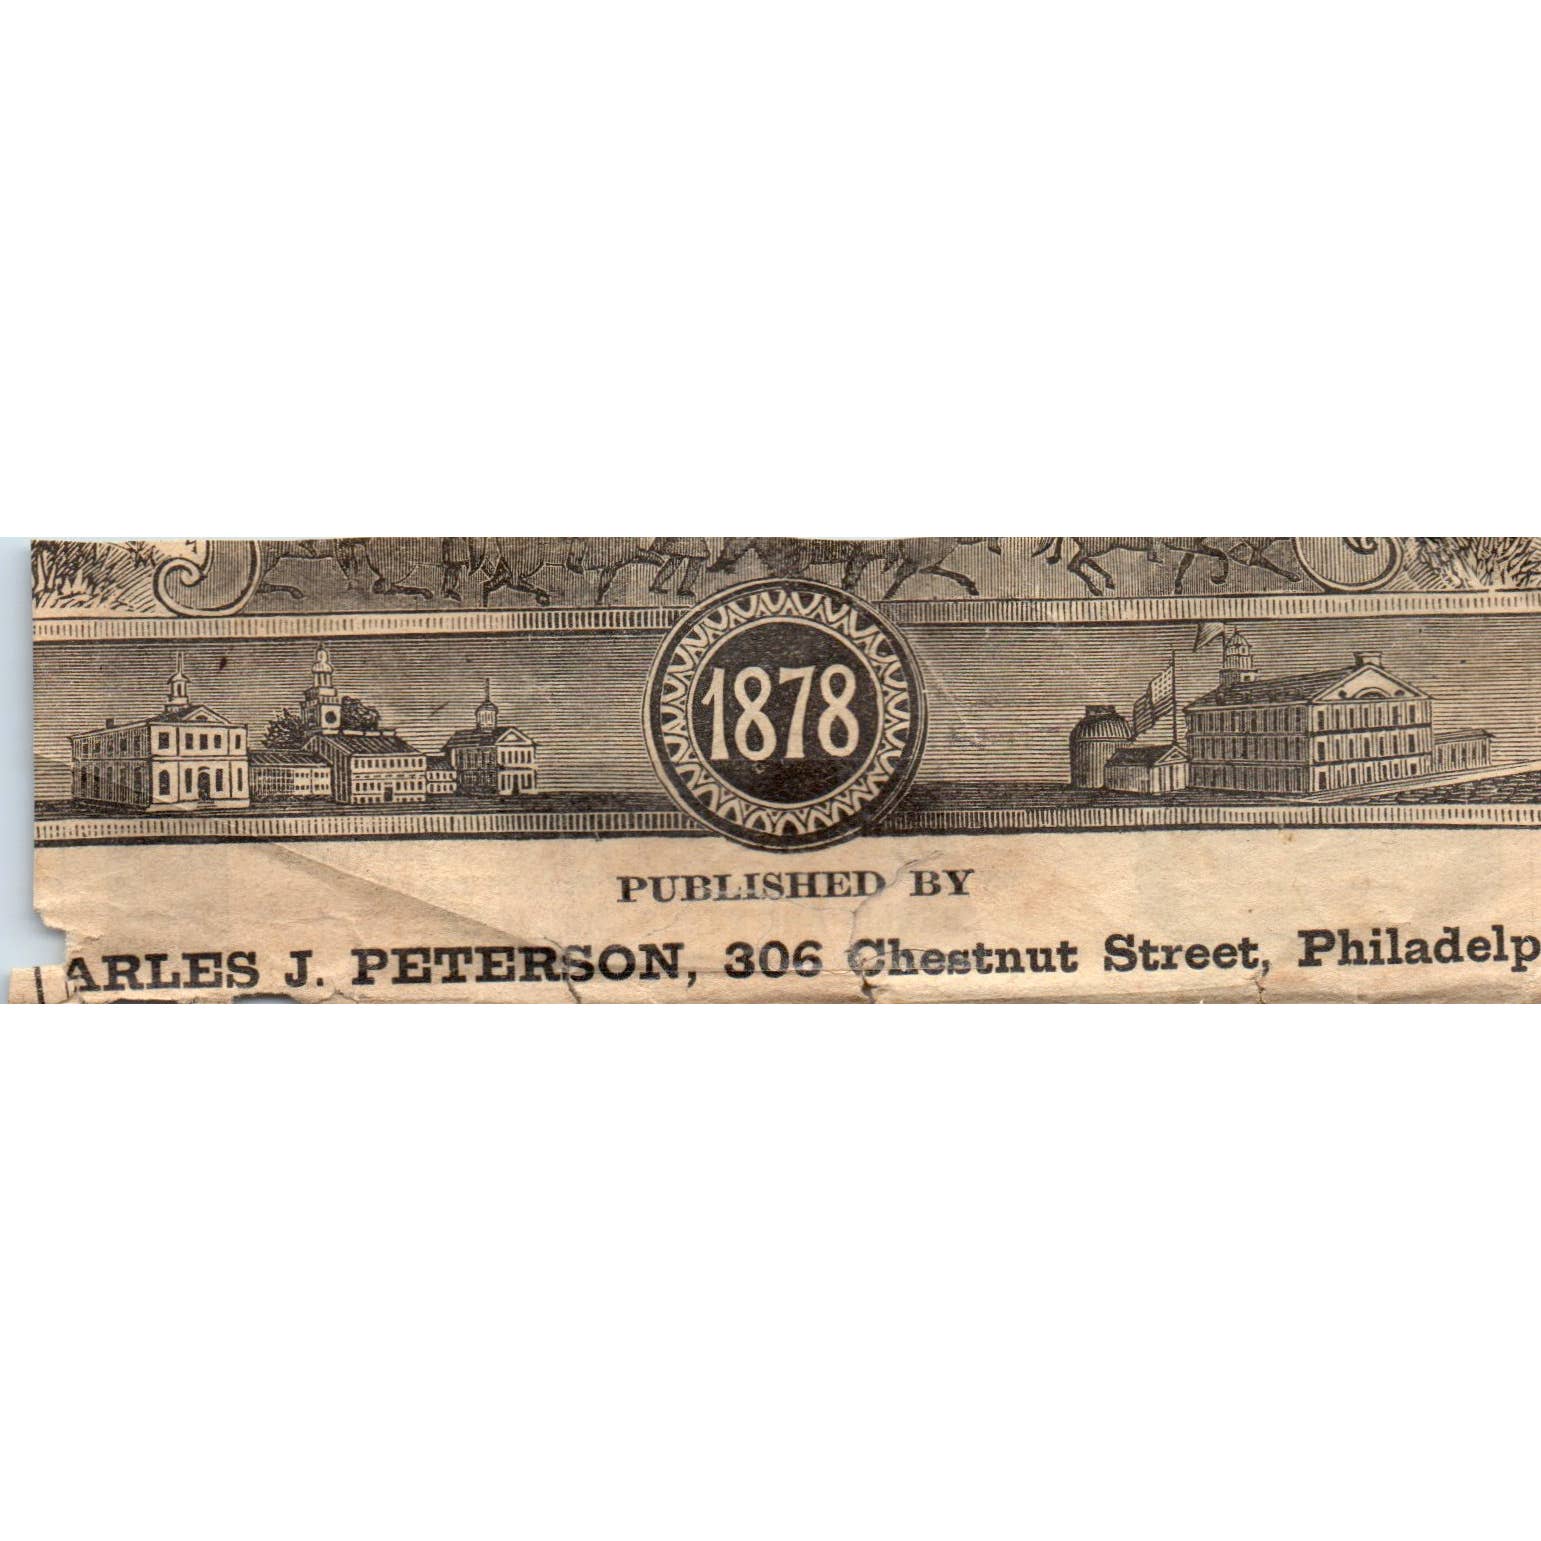 1878
PUBLISHED BY
ARLES J. PETERSON, 306 Chestnut Street, Philadelp